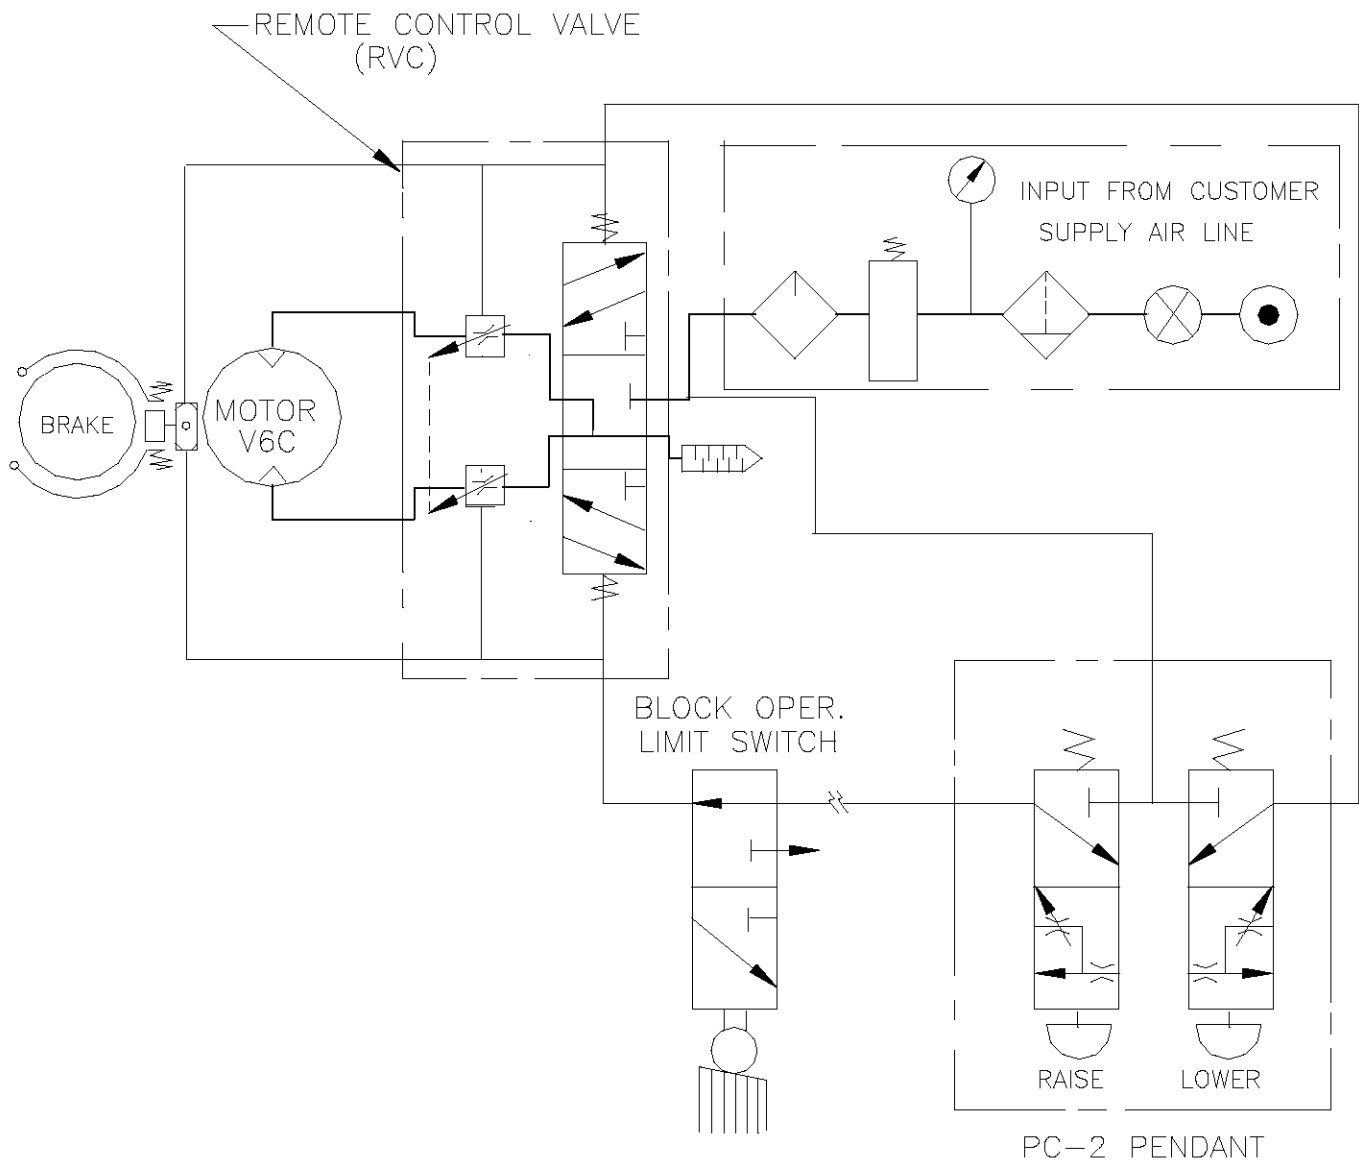 REMOTE CONTROL VALVE
(RVC)
INPUT FROM CUSTOMER
SUPPLY AIR LINE
BRAKE
MOTOR
V6C
BLOCK OPER.
LIMIT SWITCH
RAISE
LOWER
PC-2 PENDANT